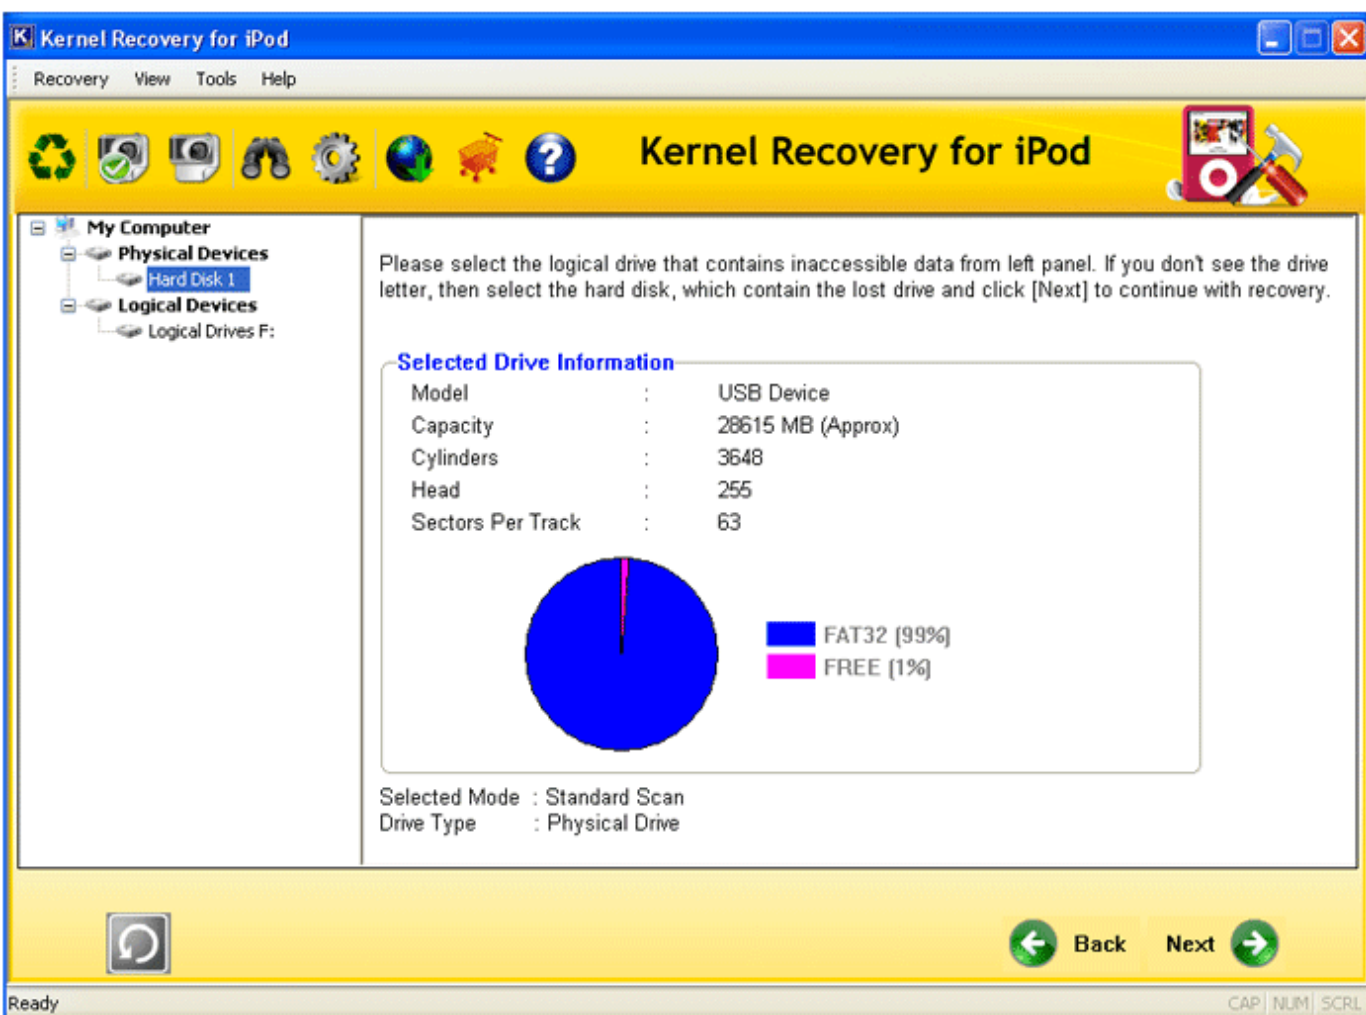 Kernel Recovery for iPod
Recovery View Tools Help
Kernel Recovery for iPod
My Computer
Physical Devices
Hard Disk 1
Logical Devices
Logical Drives F:
Please select the logical drive that contains inaccessible data from left panel. If you don't see the drive
letter, then select the hard disk, which contain the lost drive and click [Next] to continue with recovery.
Selected Drive Information
Model : USB Device
Capacity : 28615 MB (Approx)
Cylinders : 3648
Head : 255
Sectors Per Track : 63
FAT32 (99%)
FREE (1%)
Selected Mode : Standard Scan
Drive Type : Physical Drive
Back Next
Ready CAP NUM SCRL